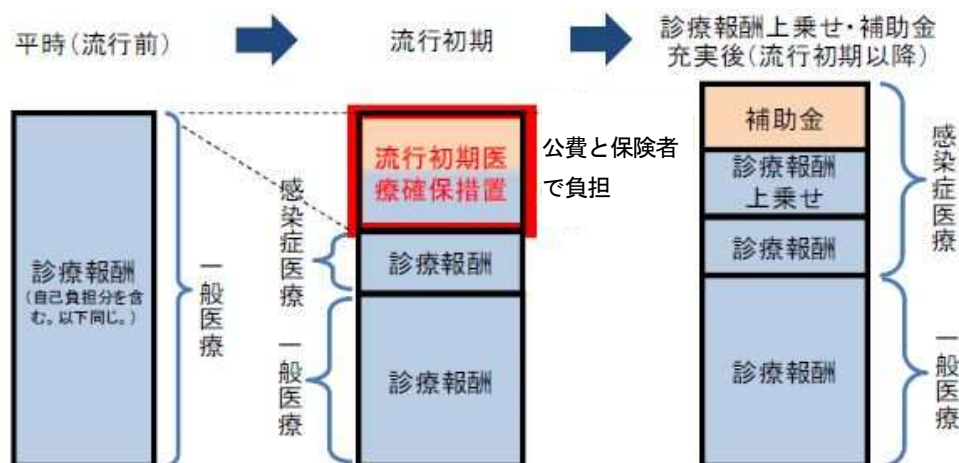 平時(流行前)
流行初期
診療報酬上乗せ・補助金
充実後(流行初期以降)
診療報酬
(自己負担分を含
む。以下同じ。)
一般医療
流行初期医
療確保措置
公費と保険者
で負担
感染症医療
診療報酬
一般医療
診療報酬
補助金
診療報酬
上乗せ
診療報酬
感染症医療
診療報酬
一般医療